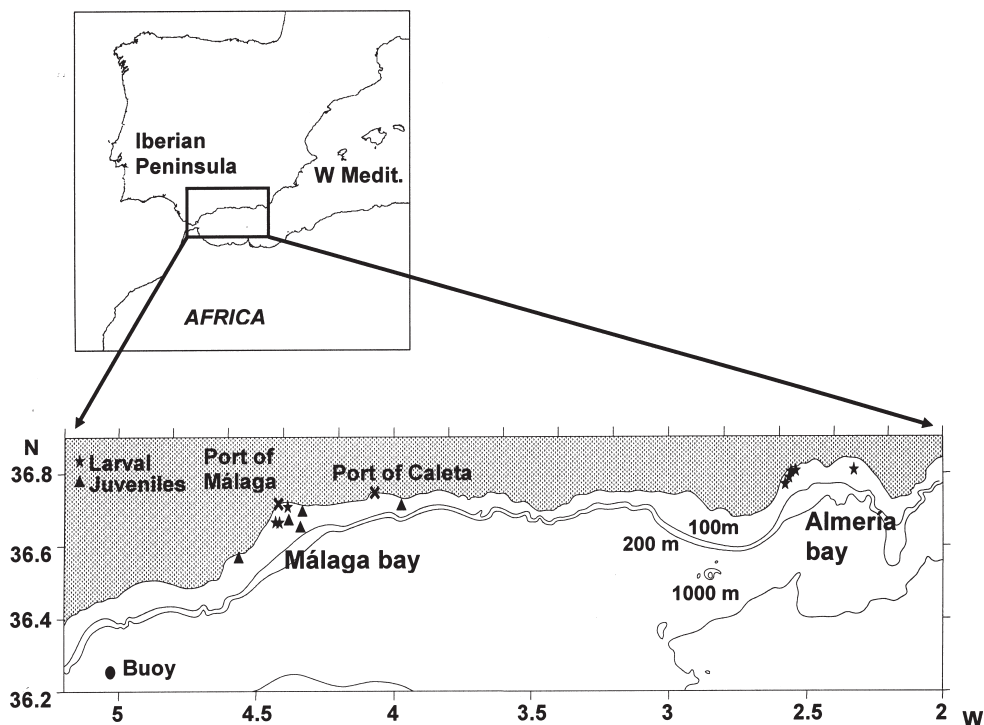 Iberian
Peninsula
W Medit.
AFRICA
N
Larval
Juveniles
Port of
Málaga
Port of Caleta
36.8
36.6
36.4
36.2
Málaga bay
200 m
100m
1000 m
Almería
bay
Buoy
5
4.5
4
3.5
3
2.5
2
W